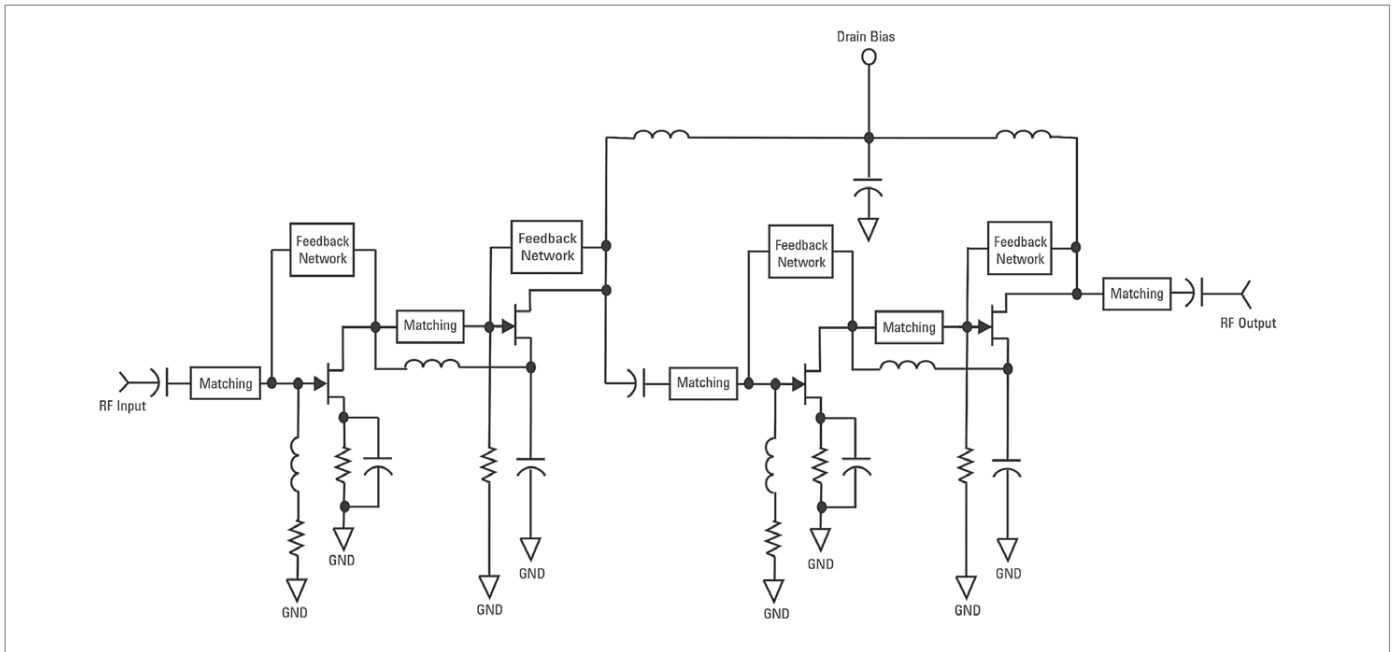 Drain Bias
Feedback
Network
Feedback
Network
Feedback
Network
Feedback
Network
Matching
Matching
Matching
RF Output
Matching
Matching
RF Input
GND
GND
GND
GND
GND
GND
GND
GND